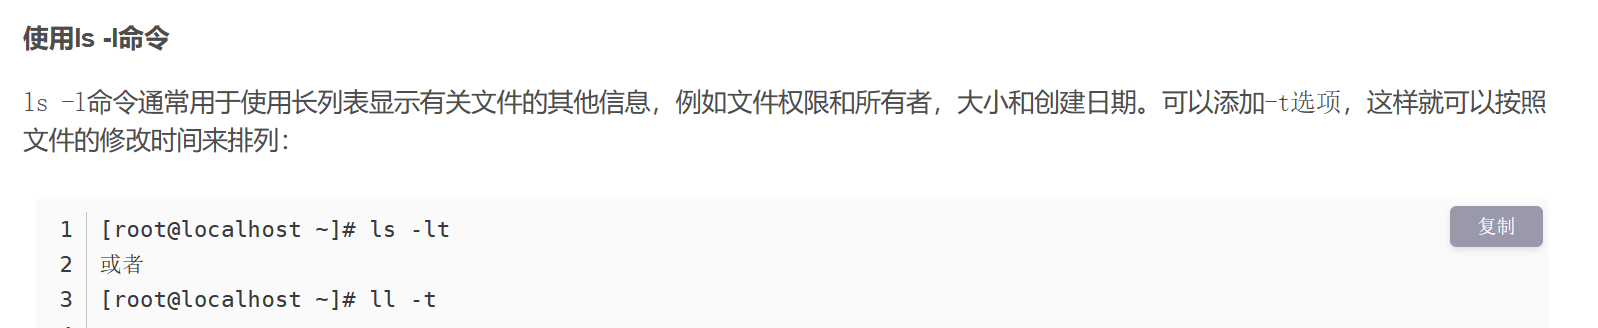 使用ls -l命令
ls -l命令通常用于使用长列表显示有关文件的其他信息，例如文件权限和所有者，大小和创建日期。可以添加-t选项，这样就可以按照
文件的修改时间来排列：
复制
1 [root@localhost ~]# ls -lt
2 或者
3 [root@localhost ~]# ll -t